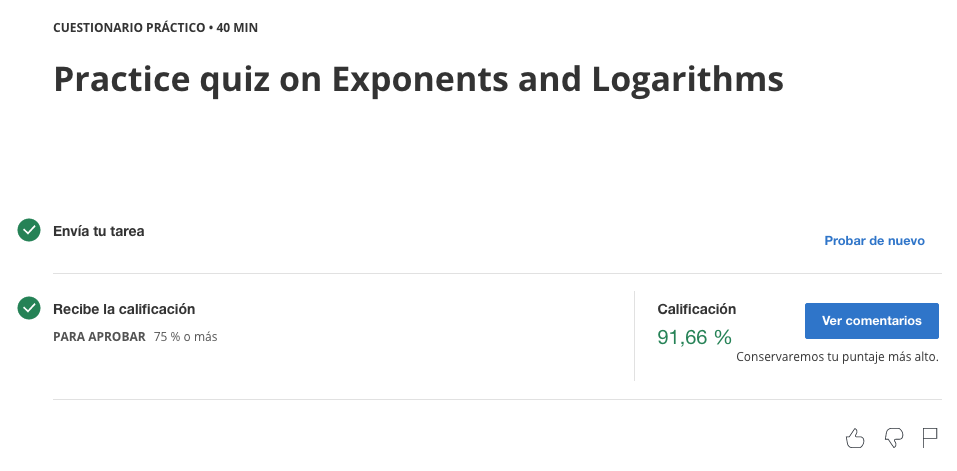 CUESTIONARIO PRÁCTICO • 40 MIN
Practice quiz on Exponents and Logarithms
Envía tu tarea
Probar de nuevo
Recibe la calificación
PARA APROBAR 75 % o más
Calificación
91,66 %
Ver comentarios
Conservaremos tu puntaje más alto.